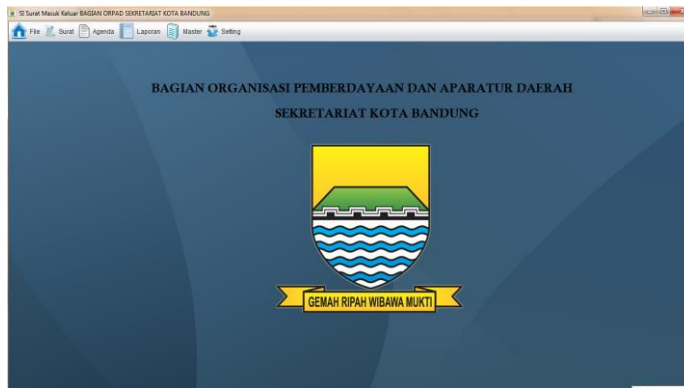 SI Surat Masuk Keluar BAGIAN ORPAD SEKRETARIAT KOTA BANDUNG
File Surat Agenda Laporan Master Setting
BAGIAN ORGANISASI PEMBERDAYAAN DAN APARATUR DAERAH
SEKRETARIAT KOTA BANDUNG
GEMAH RIPAH WIBAWA MUKTI